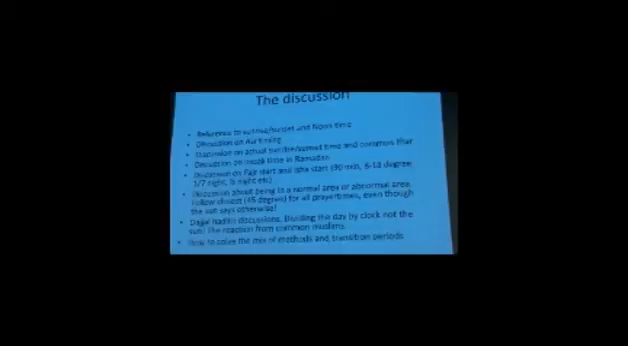 The discussion
• Reference to sunrise/sunset and Noon time
• Discussion on Asr timing
• Discussion on actual sunrise/sunset time and common that
• Discussion on imsak time in Ramadan
• Discussion on Fajr start and Isha start (90 min, 6-18 degree,
1/7 night, ½ night etc)
• Discussion about being in a normal area or abnormal area.
Follow closest (45 degree) for all prayertimes, even though
the sun says otherwise!
• Dajjal hadith discussions. Dividing the day by clock not the
sun! The reaction from common muslims
• How to solve the mix of methods and transition periods